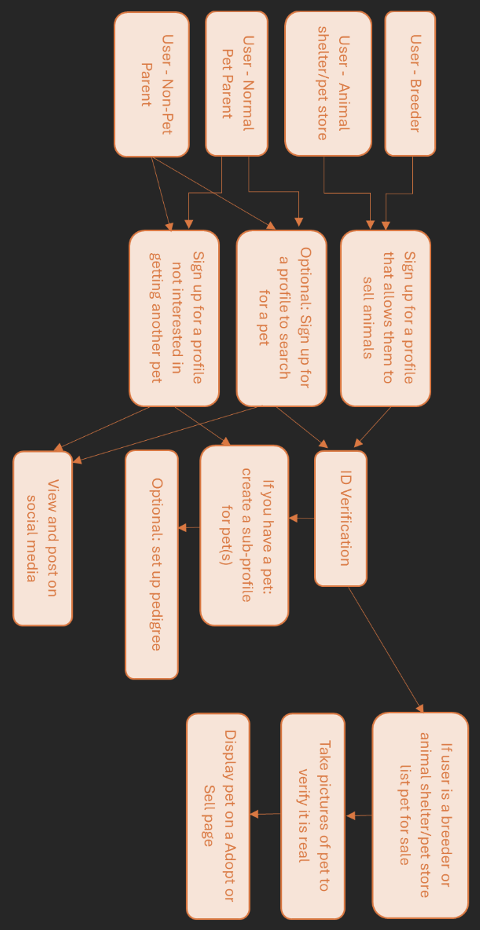 User - Breeder
User - Animal
shelter/pet store
User - Normal
Pet Parent
User - Non-Pet
Parent
Sign up for a profile
that allows them to
sell animals
Optional: Sign up for
a profile to search
for a pet
Sign up for a profile
not interested in
getting another pet
ID Verification
If you have a pet:
create a sub-profile
for pet(s)
Optional: set up pedigree
View and post on
social media
If user is a breeder or
animal shelter/pet store
list pet for sale
Take pictures of pet to
verify it is real
Display pet on a Adopt or
Sell page